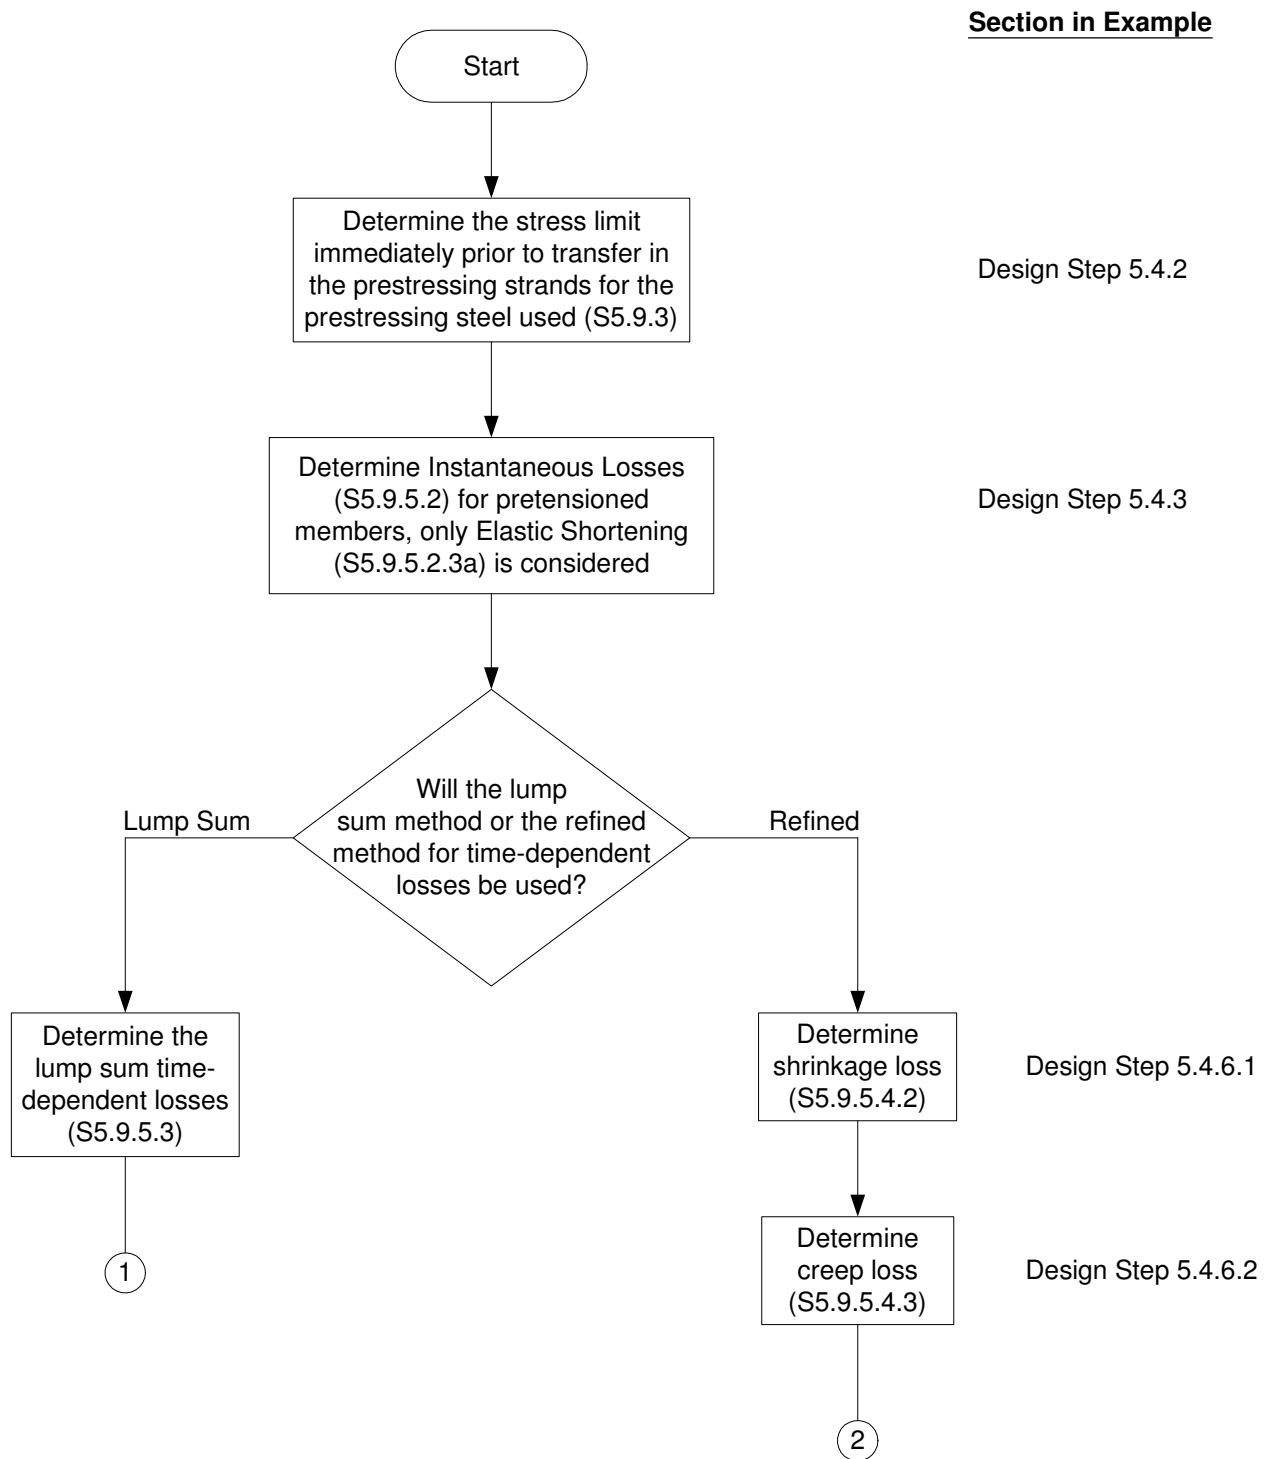 Section in Example
Start
Determine the stress limit
immediately prior to transfer in
the prestressing strands for the
prestressing steel used (S5.9.3)
Design Step 5.4.2
Determine Instantaneous Losses
(S5.9.5.2) for pretensioned
members, only Elastic Shortening
(S5.9.5.2.3a) is considered
Design Step 5.4.3
Will the lump
sum method or the refined
method for time-dependent
losses be used?
Lump Sum
Refined
Determine the
lump sum time-
dependent losses
(S5.9.5.3)
1
Determine
shrinkage loss
(S5.9.5.4.2)
Design Step 5.4.6.1
Determine
creep loss
(S5.9.5.4.3)
Design Step 5.4.6.2
2